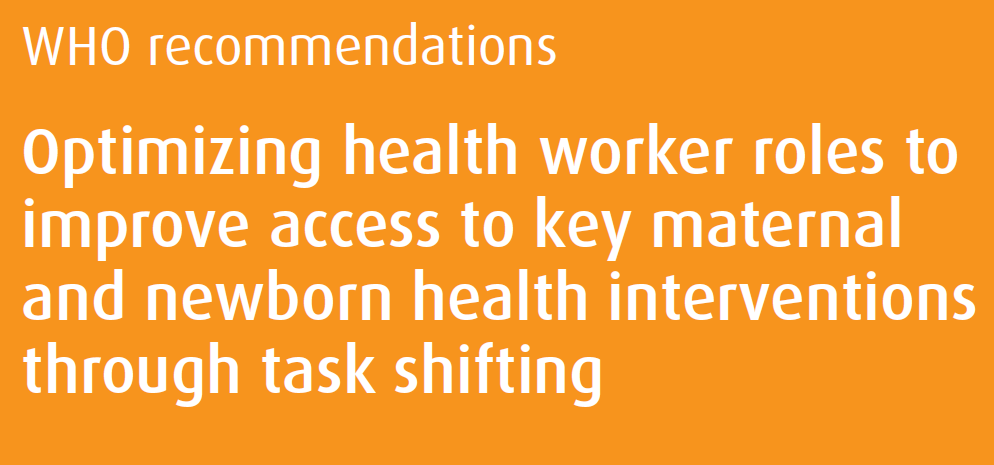 WHO recommendations
Optimizing health worker roles to
improve access to key maternal
and newborn health interventions
through task shifting